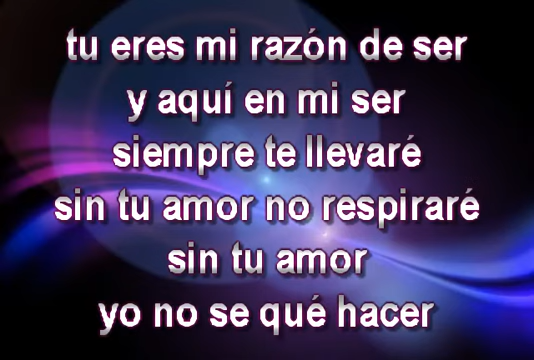 tu eres mi razón de ser
y aquí en mi ser
siempre te llevaré
sin tu amor no respiraré
sin tu amor
yo no se qué hacer